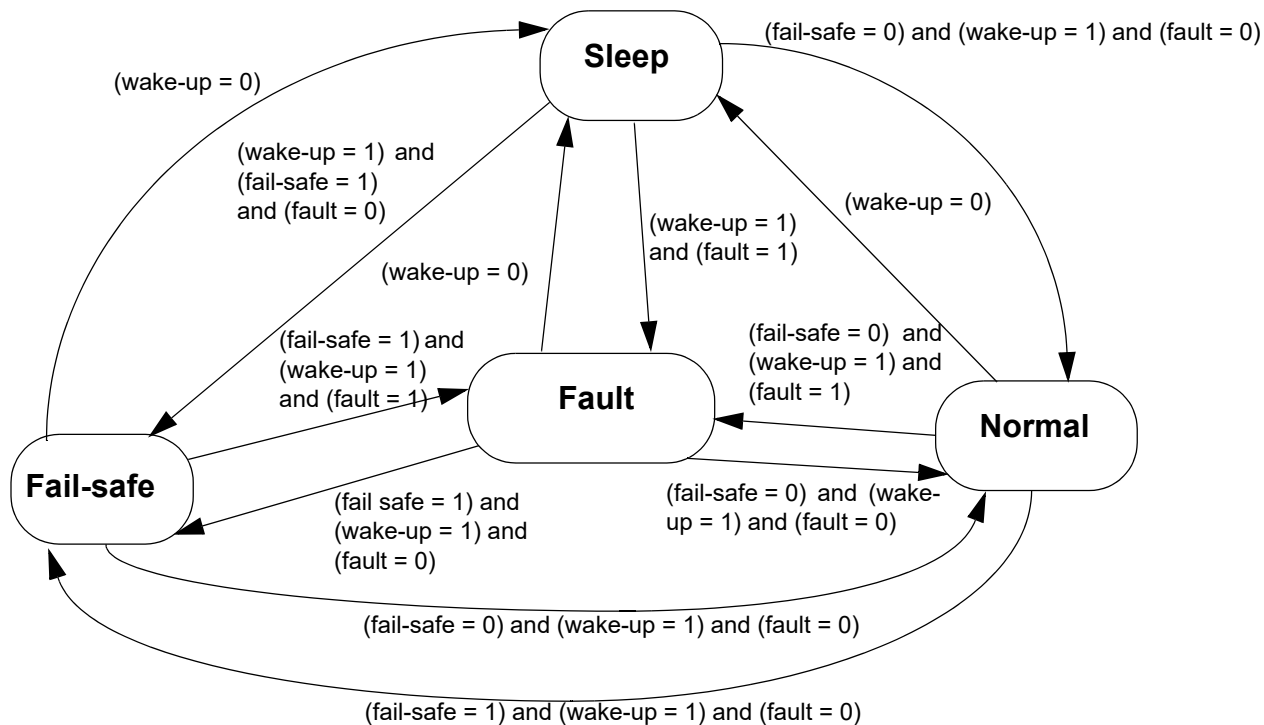 Sleep
(fail-safe = 0) and (wake-up = 1) and (fault = 0)
(wake-up = 0)
(wake-up = 1) and
(fail-safe = 1)
and (fault = 0)
(wake-up = 0)
(wake-up = 1)
and (fault = 1)
(wake-up = 0)
(fail-safe = 1) and
(wake-up = 1)
and (fault = 1)
Fault
(fail-safe = 0) and
(wake-up = 1) and
(fault = 1)
Normal
Fail-safe
(fail safe = 1) and
(wake-up = 1) and
(fault = 0)
(fail-safe = 0) and (wake-
up = 1) and (fault = 0)
(fail-safe = 0) and (wake-up = 1) and (fault = 0)
(fail-safe = 1) and (wake-up = 1) and (fault = 0)